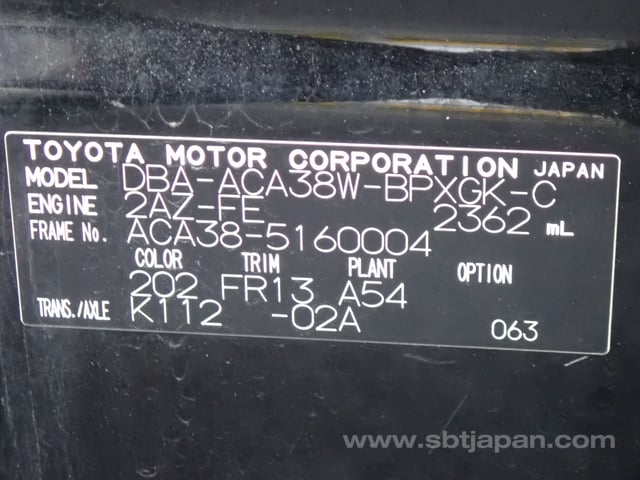 TOYOTA MOTOR CORPORATION JAPAN
MODEL DBA-ACA38W-BPXGK-C
ENGINE 2AZ-FE 2362 mL
FRAME No. ACA38-5160004
COLOR TRIM PLANT OPTION
202 FR13 A54
TRANS./AXLE K112 -02A 063
www.sbtjapan.com